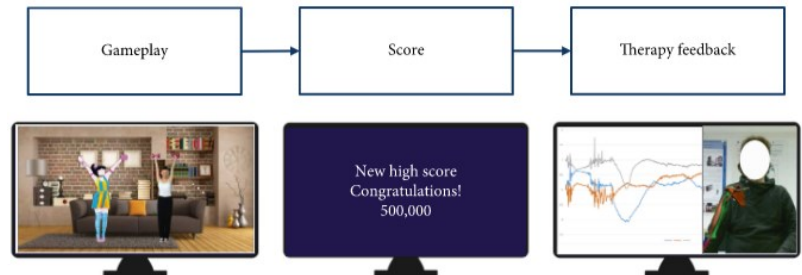 Gameplay
Score
Therapy feedback
New high score
Congratulations!
500,000